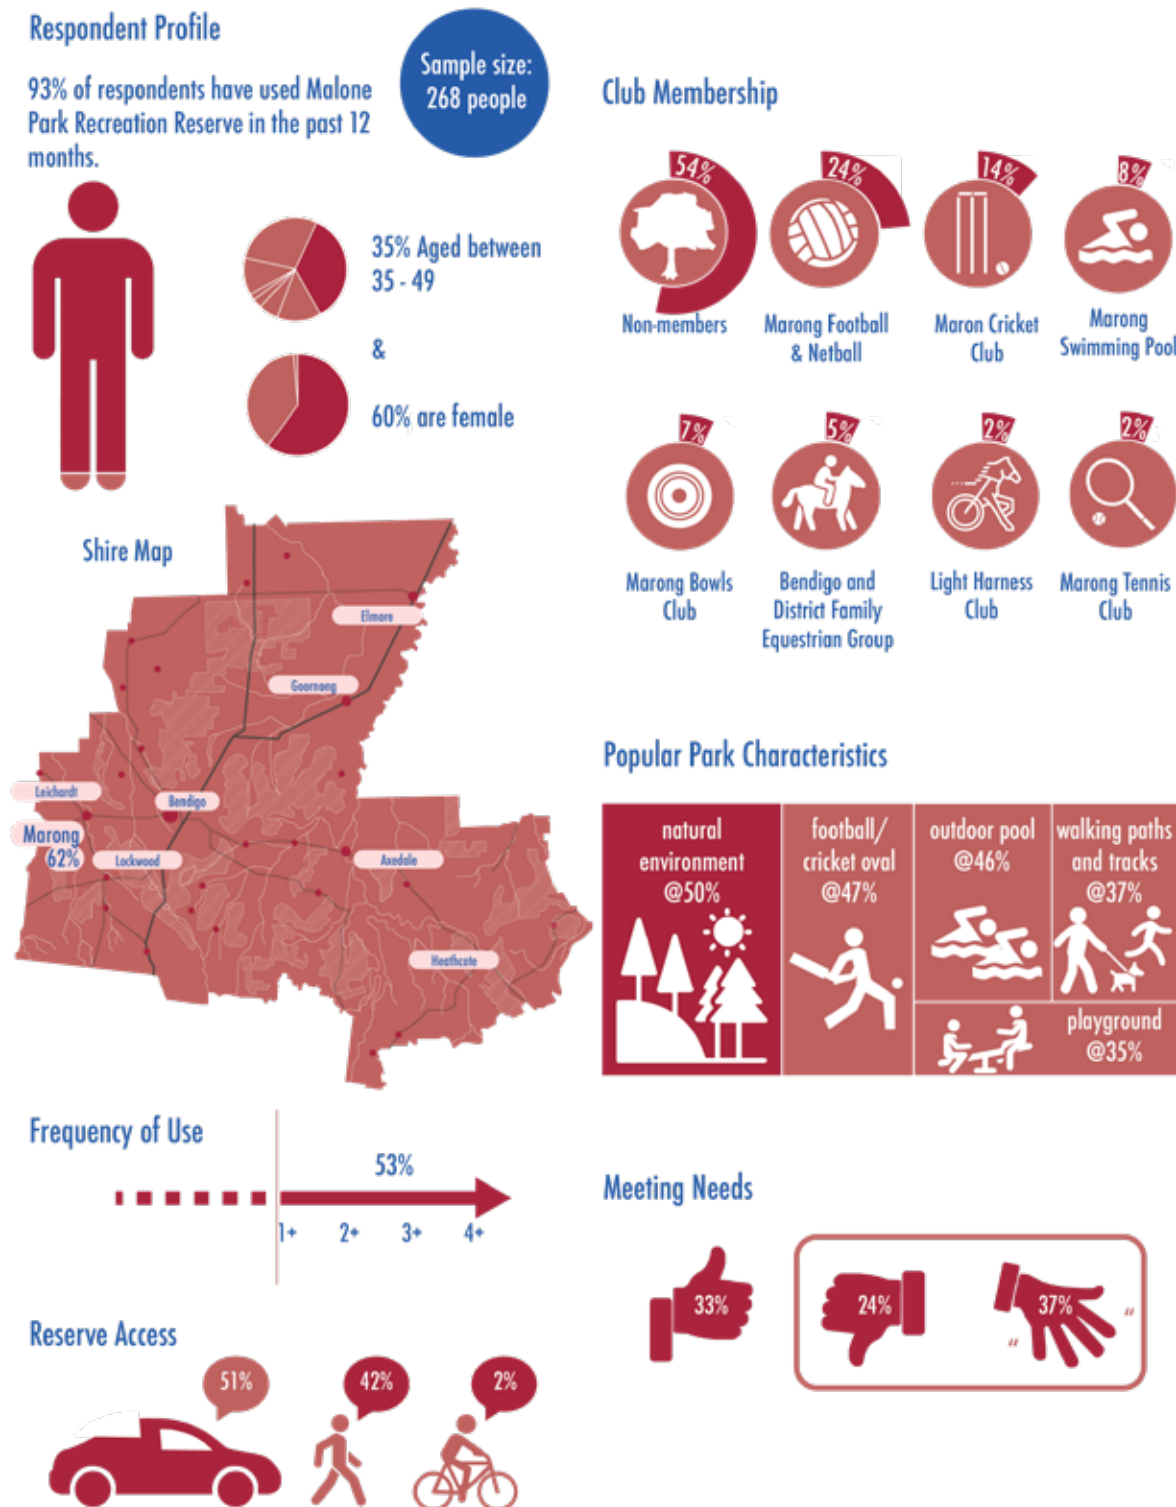 Respondent Profile
93% of respondents have used Malone
Park Recreation Reserve in the past 12
months.
Sample size:
268 people
35% Aged between
35 - 49
&
60% are female
Shire Map
Elmore
Goornong
Leichardt
Bendigo
Marong
62%
Lockwood
Axedale
Heathcote
Frequency of Use
53%
1+ 2+ 3+ 4+
Reserve Access
51% 42% 2%
Club Membership
54% 24% 14% 8%
Non-members
Marong Football
& Netball
Maron Cricket
Club
Marong
Swimming Pool
7% 5% 2% 2%
Marong Bowls
Club
Bendigo and
District Family
Equestrian Group
Light Harness
Club
Marong Tennis
Club
Popular Park Characteristics
natural
environment
@50%
football/
cricket oval
@47%
outdoor pool
@46%
walking paths
and tracks
@37%
playground
@35%
Meeting Needs
33% 24% 37%